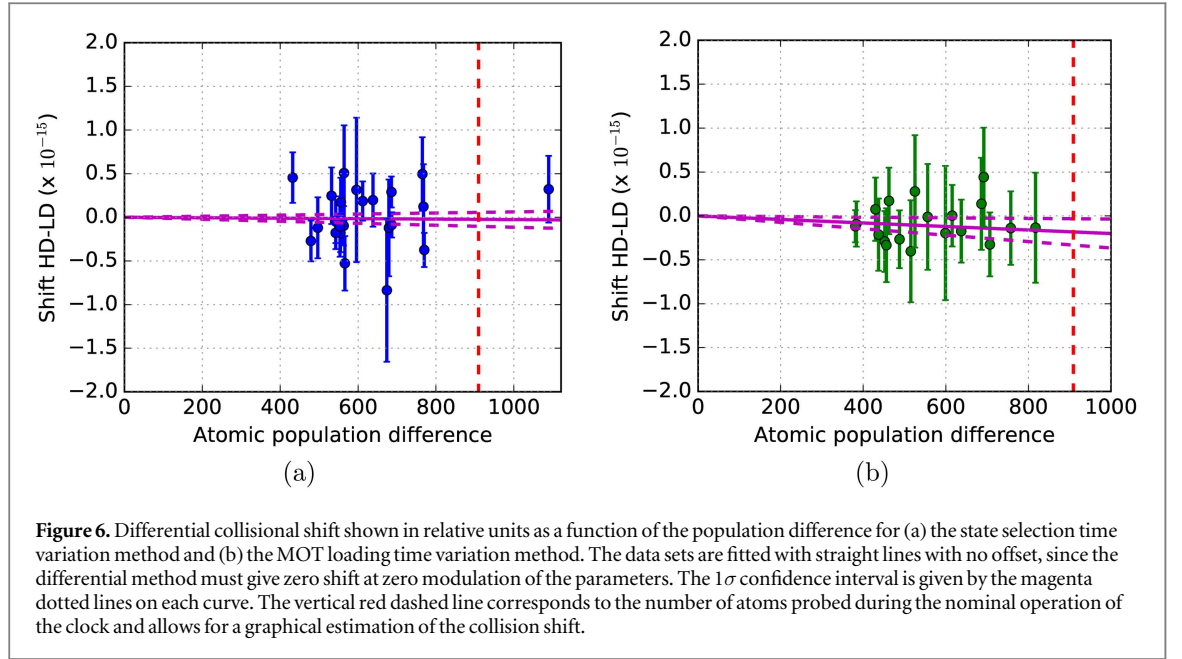 2.0
1.5
1.0
0.5
0.0
−0.5
−1.0
−1.5
−2.0
Shift HD-LD (x 10⁻¹⁵)
0 200 400 600 800 1000
Atomic population difference
(a)
2.0
1.5
1.0
0.5
0.0
−0.5
−1.0
−1.5
−2.0
Shift HD-LD (x 10⁻¹⁵)
0 200 400 600 800 1000
Atomic population difference
(b)
Figure 6. Differential collisional shift shown in relative units as a function of the population difference for (a) the state selection time
variation method and (b) the MOT loading time variation method. The data sets are fitted with straight lines with no offset, since the
differential method must give zero shift at zero modulation of the parameters. The 1σ confidence interval is given by the magenta
dotted lines on each curve. The vertical red dashed line corresponds to the number of atoms probed during the nominal operation of
the clock and allows for a graphical estimation of the collision shift.